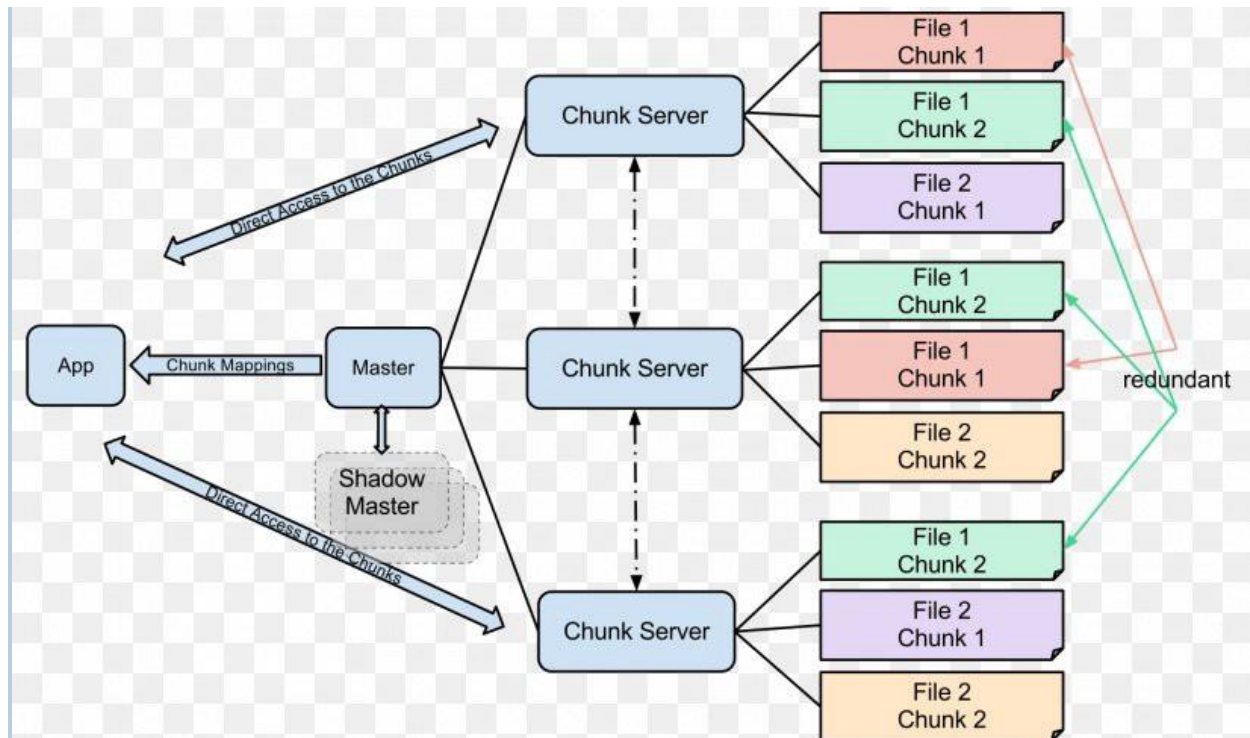 File 1
Chunk 1
Chunk Server
File 1
Chunk 2
Direct Access to the Chunks
File 2
Chunk 1
File 1
Chunk 2
App
Chunk Mappings
Master
Chunk Server
File 1
Chunk 1
redundant
File 2
Chunk 2
Shadow
Master
Direct Access to the Chunks
File 1
Chunk 2
Chunk Server
File 2
Chunk 1
File 2
Chunk 2